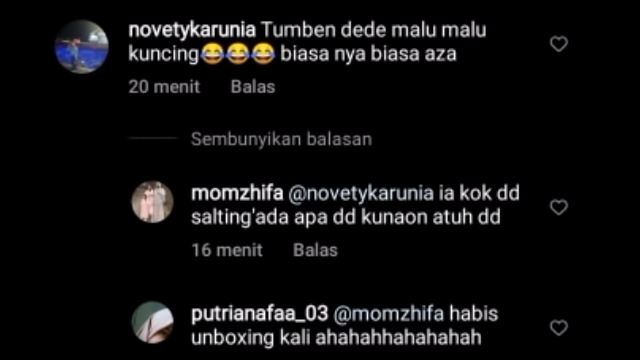 novetykarunia Tumben dede malu malu
kuncing😂😂😂 biasa nya biasa aza
20 menit Balas
Sembunyikan balasan
momzhifa @novetykarunia ia kok dd
salting'ada apa dd kunaon atuh dd
16 menit Balas
putrianafaa_03 @momzhifa habis
unboxing kali ahahahhahahahah